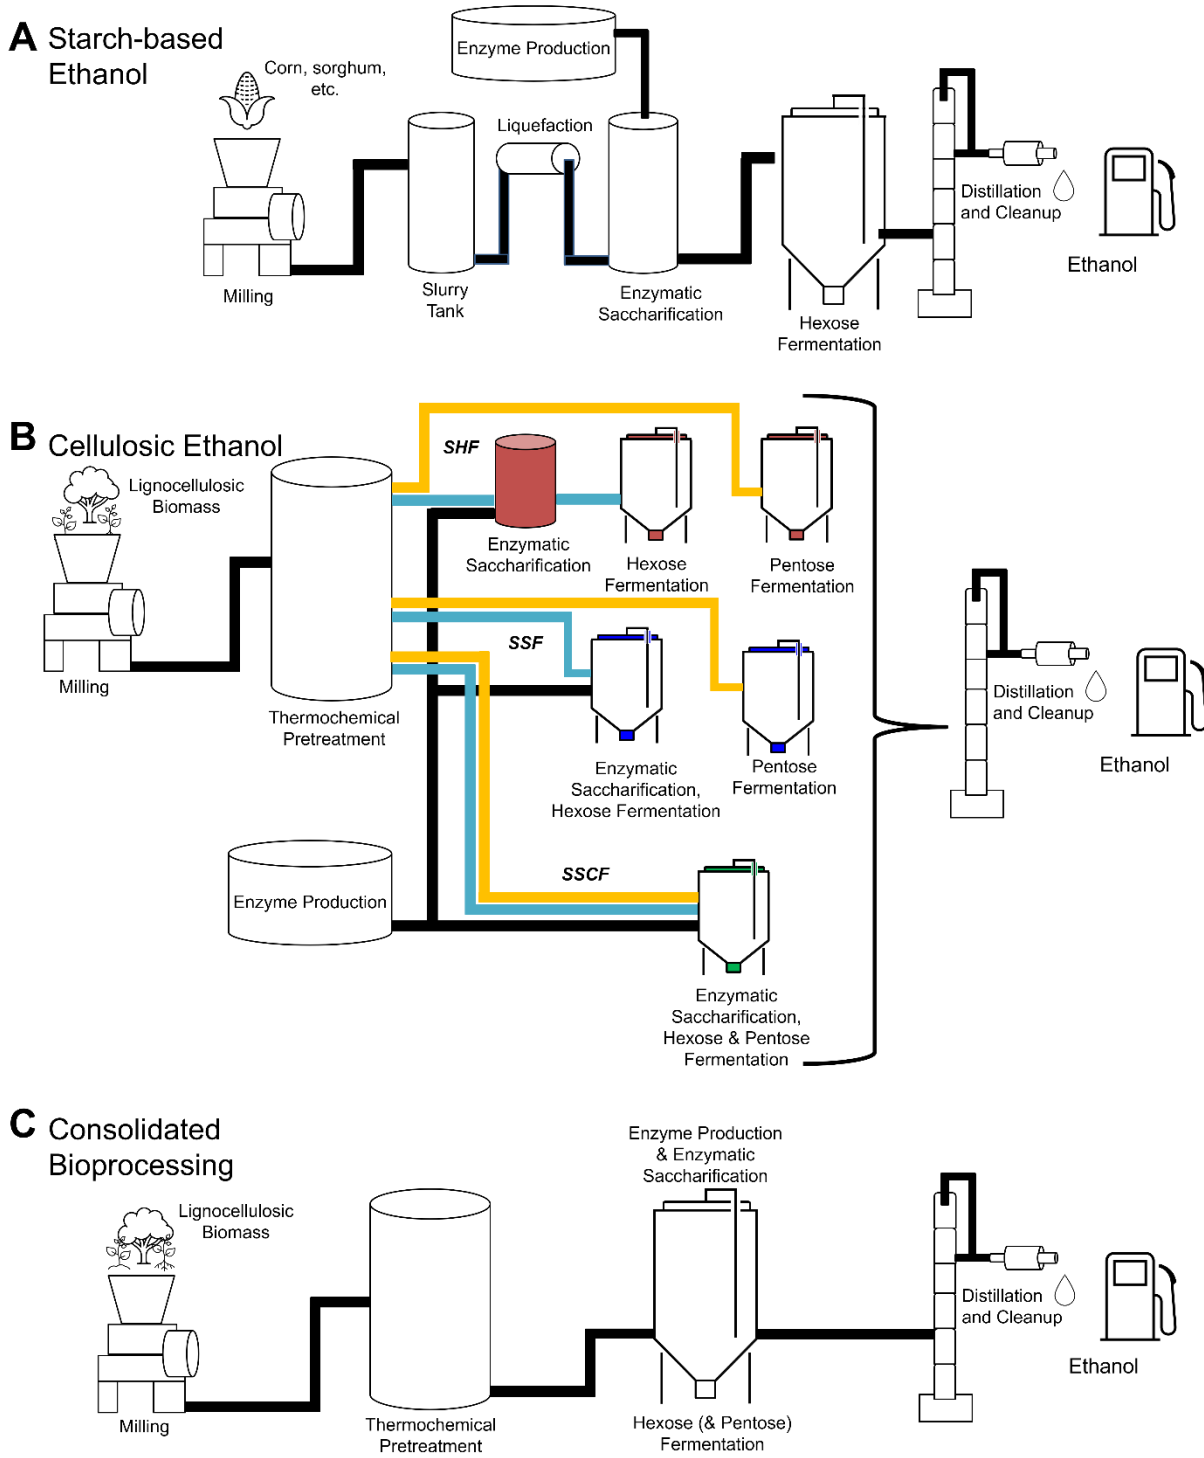 A Starch-based
Ethanol
Corn, sorghum,
etc.
Enzyme Production
Liquefaction
Milling
Slurry
Tank
Enzymatic
Saccharification
Hexose
Fermentation
Distillation
and Cleanup
Ethanol
B Cellulosic Ethanol
Lignocellulosic
Biomass
Milling
Thermochemical
Pretreatment
Enzyme Production
SHF
Enzymatic
Saccharification
Hexose
Fermentation
Pentose
Fermentation
SSF
Enzymatic
Saccharification,
Hexose Fermentation
Pentose
Fermentation
SSCF
Enzymatic
Saccharification,
Hexose & Pentose
Fermentation
Distillation
and Cleanup
Ethanol
C Consolidated
Bioprocessing
Lignocellulosic
Biomass
Milling
Thermochemical
Pretreatment
Enzyme Production
& Enzymatic
Saccharification
Hexose (& Pentose)
Fermentation
Distillation
and Cleanup
Ethanol